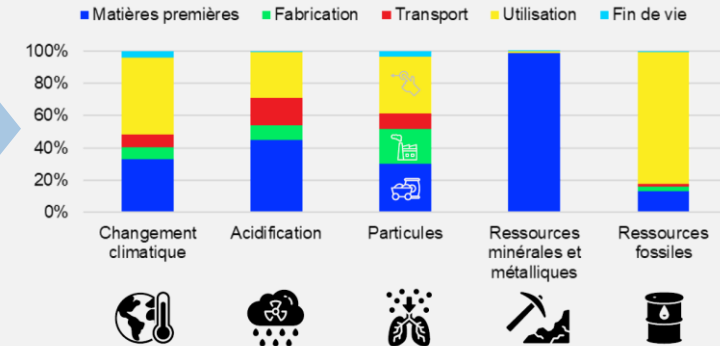 Matières premières Fabrication Transport Utilisation Fin de vie
100%
80%
60%
40%
20%
0%
Changement
climatique
Acidification
Particules
Ressources
minérales et
métalliques
Ressources
fossiles